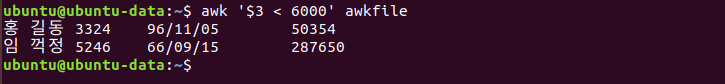 ubuntu@ubuntu-data:~$ awk '$3 < 6000' awkfile
홍 길동 3324 96/11/05 50354
임 꺽정 5246 66/09/15 287650
ubuntu@ubuntu-data:~$